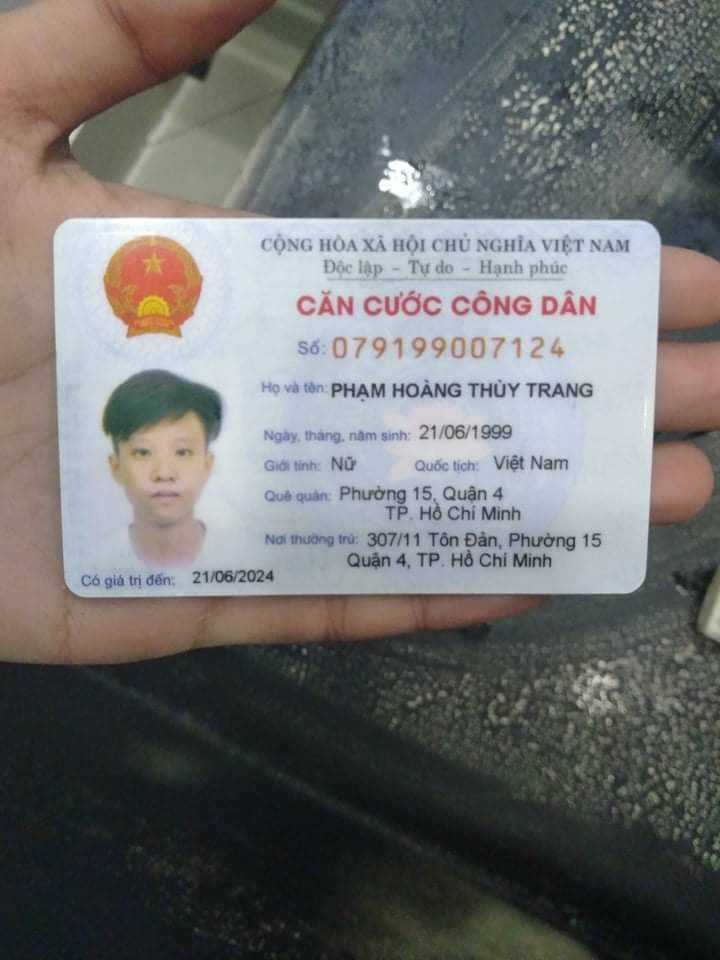 CỘNG HÒA XÃ HỘI CHỦ NGHĨA VIỆT NAM
Độc lập - Tự do - Hạnh phúc
CĂN CƯỚC CÔNG DÂN
Số: 079199007124
Họ và tên: PHẠM HOÀNG THÙY TRANG
Ngày, tháng, năm sinh: 21/06/1999
Giới tính: Nữ Quốc tịch: Việt Nam
Quê quán: Phường 15, Quận 4
TP. Hồ Chí Minh
Nơi thường trú: 307/11 Tôn Đản, Phường 15
Quận 4, TP. Hồ Chí Minh
Có giá trị đến: 21/06/2024